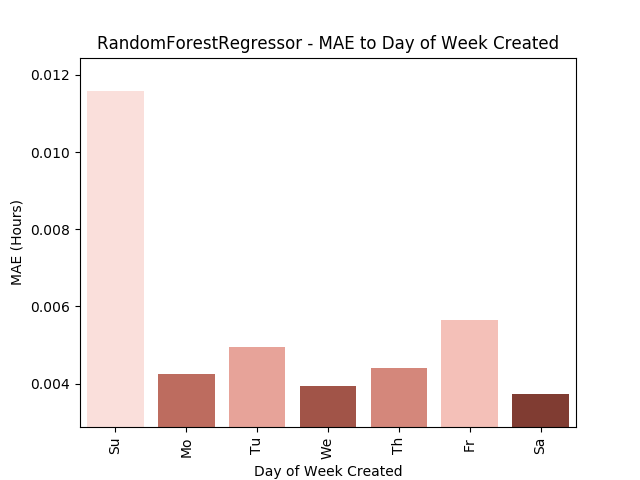 RandomForestRegressor - MAE to Day of Week Created
0.012
0.010
0.008
0.006
0.004
MAE (Hours)
Su
Mo
Tu
We
Th
Fr
Sa
Day of Week Created